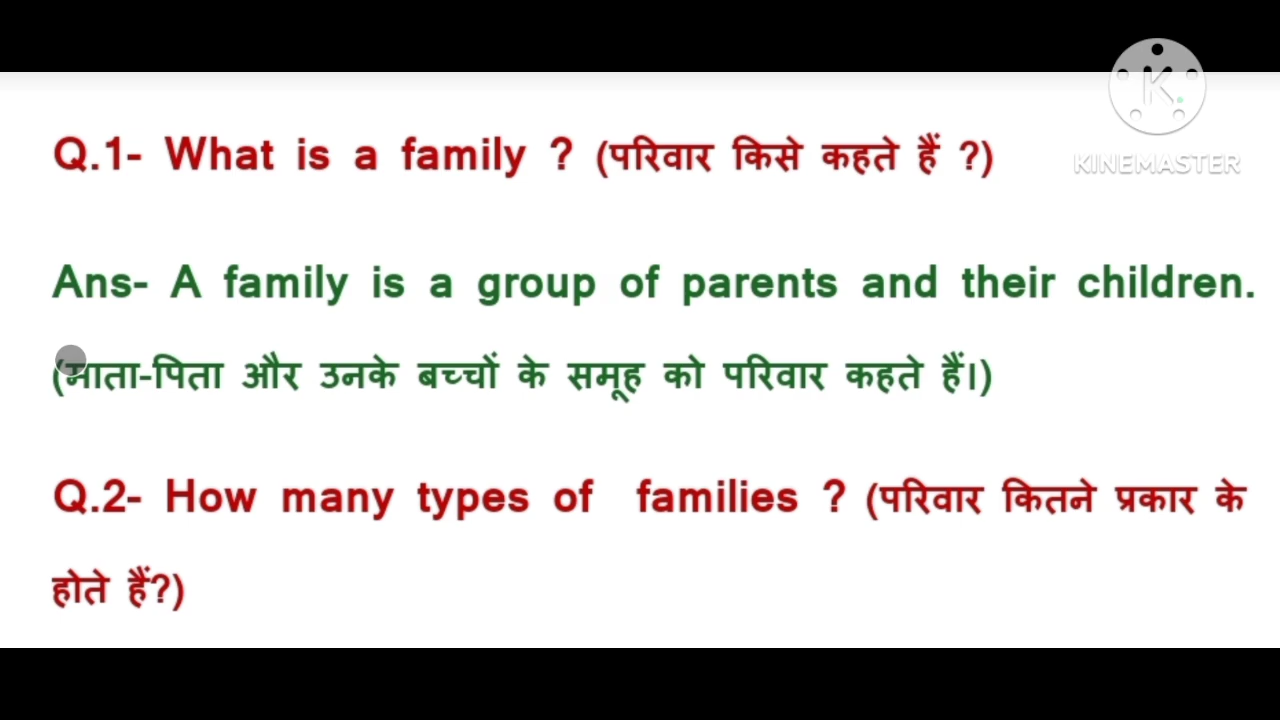 Q.1- What is a family ? (परिवार किसे कहते हैं ?)
Ans- A family is a group of parents and their children.
(माता-पिता और उनके बच्चों के समूह को परिवार कहते हैं।)
Q.2- How many types of families ? (परिवार कितने प्रकार के
होते हैं?)
K
KINEMASTER